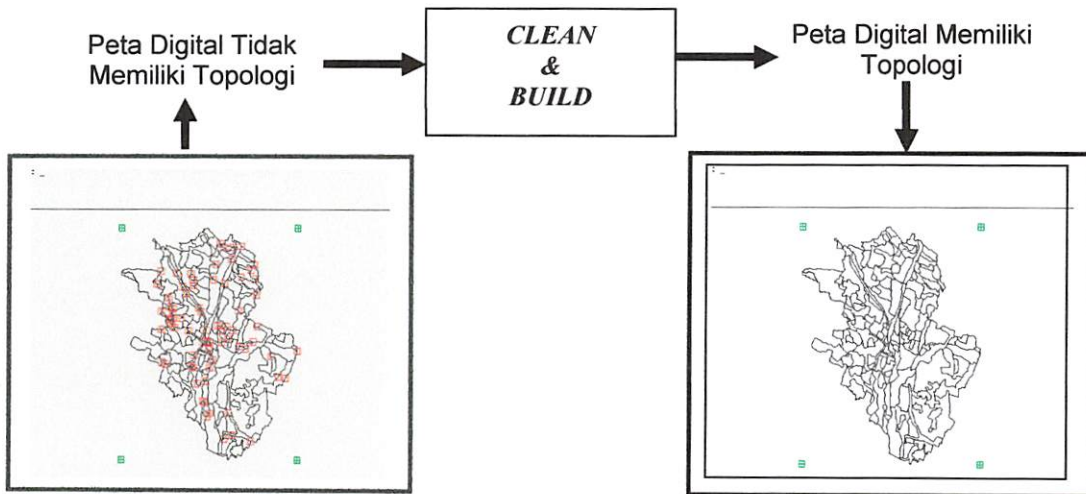 Peta Digital Tidak
Memiliki Topologi
CLEAN
&
BUILD
Peta Digital Memiliki
Topologi
: _
: _